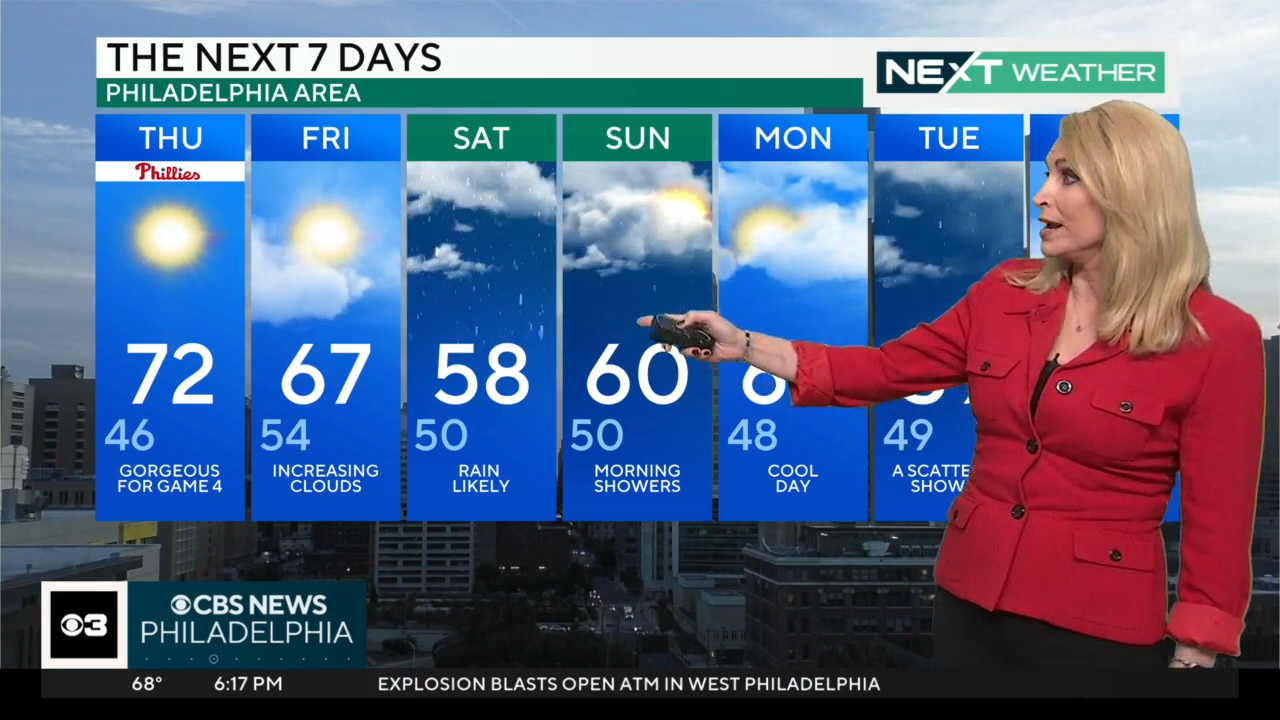 THE NEXT 7 DAYS
PHILADELPHIA AREA
NEXT WEATHER
THU
Phillies
72
46
GORGEOUS
FOR GAME 4
FRI
67
54
INCREASING
CLOUDS
SAT
58
50
RAIN
LIKELY
SUN
60
50
MORNING
SHOWERS
MON
48
COOL
DAY
TUE
49
3
CBS NEWS
PHILADELPHIA
68° 6:17 PM EXPLOSION BLASTS OPEN ATM IN WEST PHILADELPHIA